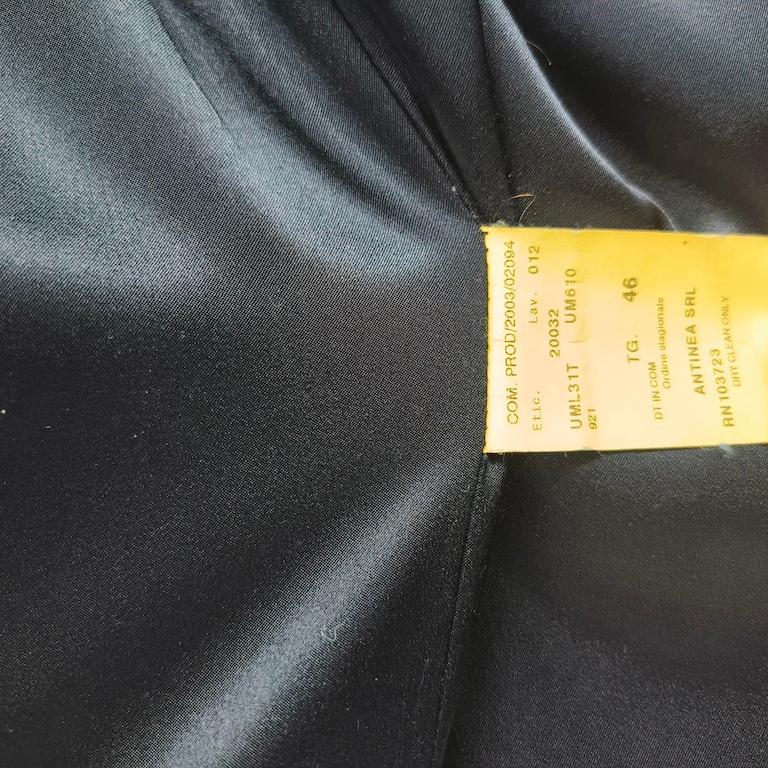 COM. PROD/2003/02094
Etic. Lav. 012
20032
UML31T UM610
921
TG. 46
DT IN COM
Ordine stagionale
ANTINEA SRL
RN103723
DRY CLEAN ONLY